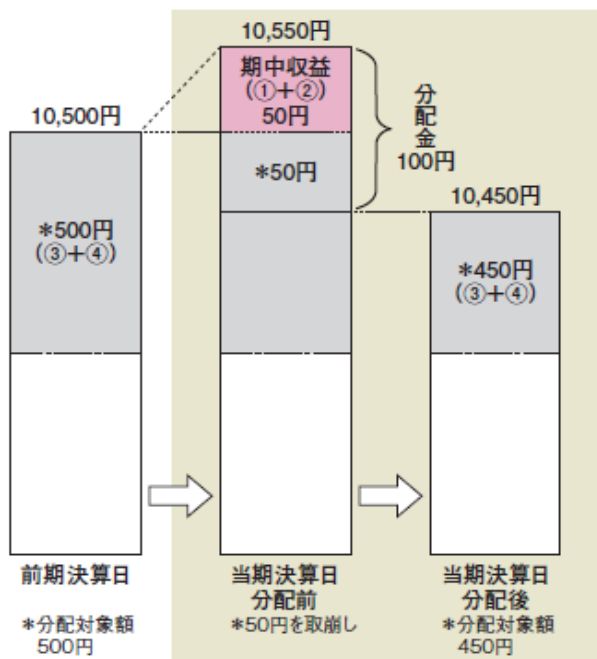 10,550円
期中収益
(①+②)
50円
分配金
100円
10,500円
*50円
10,450円
*500円
(③+④)
*450円
(③+④)
前期決算日
当期決算日
分配前
当期決算日
分配後
*分配対象額
500円
*50円を取崩し
*分配対象額
450円